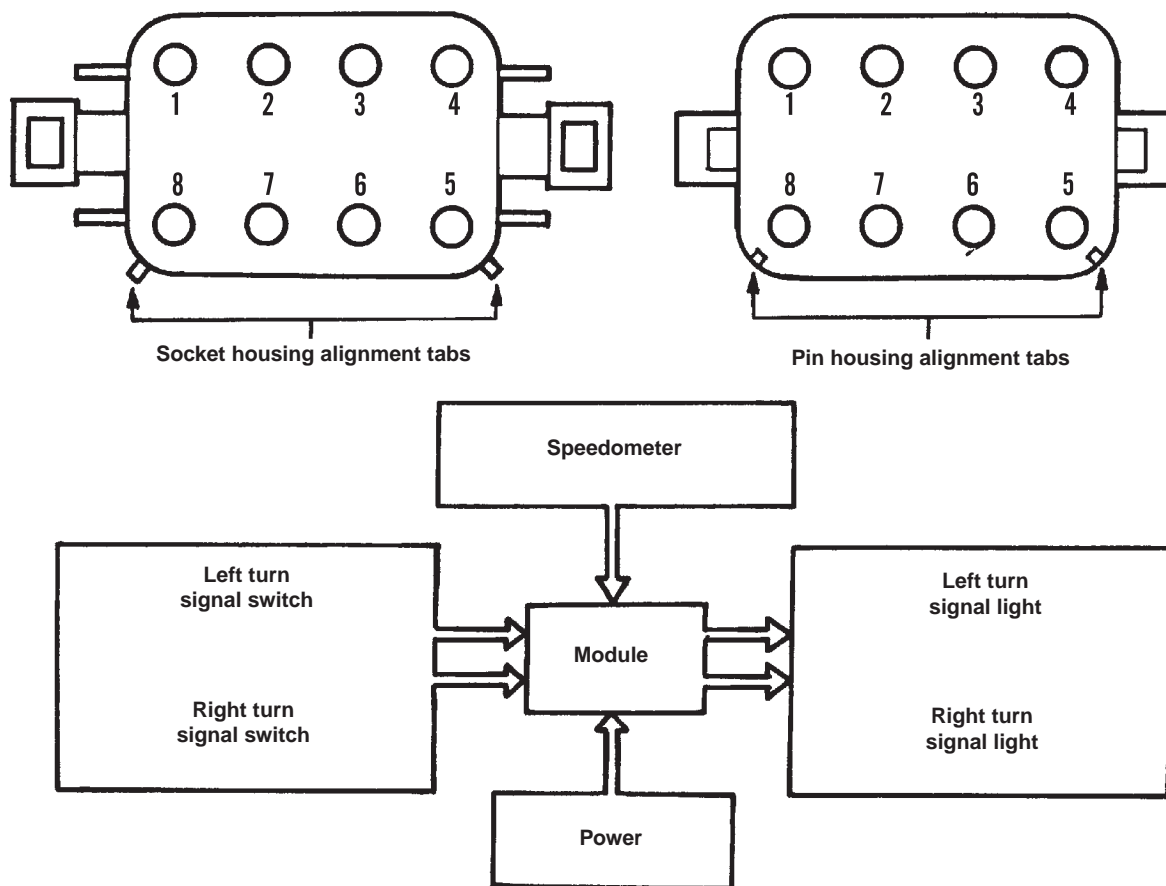 1 2 3 4
8 7 6 5
Socket housing alignment tabs
1 2 3 4
8 7 6 5
Pin housing alignment tabs
Speedometer
Left turn
signal switch
Right turn
signal switch
Module
Left turn
signal light
Right turn
signal light
Power